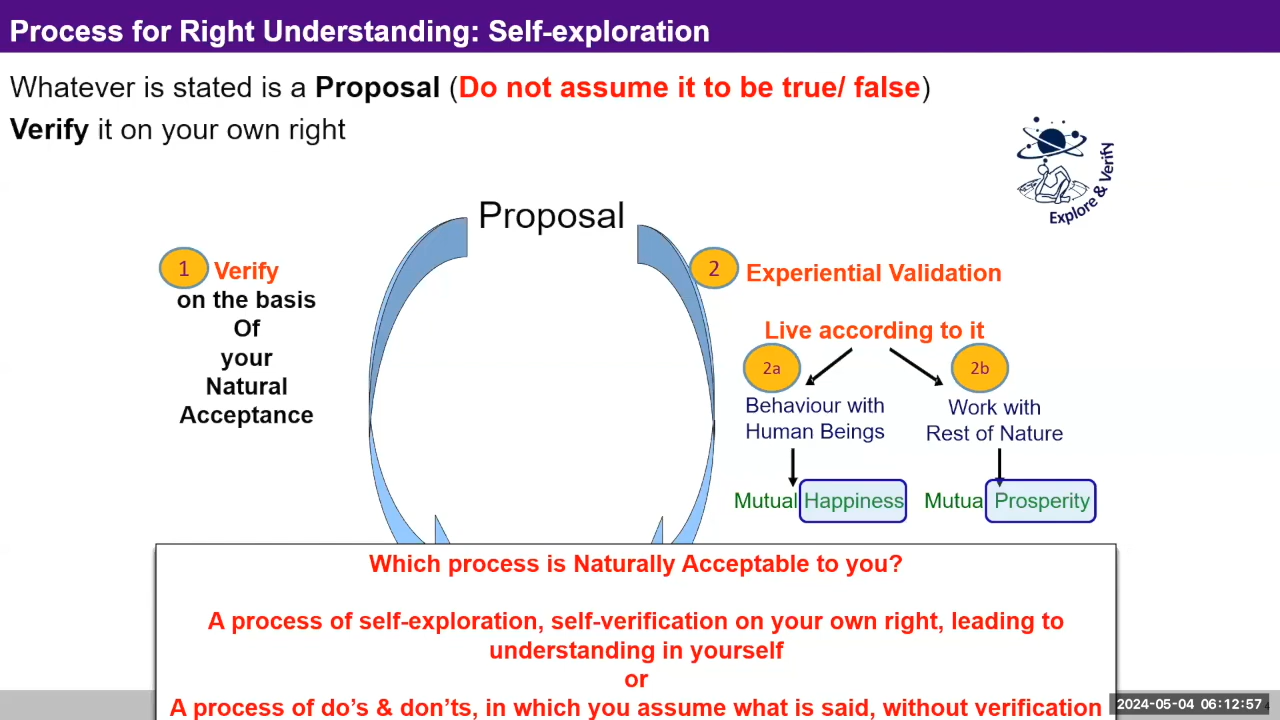 Process for Right Understanding: Self-exploration
Whatever is stated is a Proposal (Do not assume it to be true/ false)
Verify it on your own right
Explore & Verify
Proposal
1 Verify
on the basis
Of
your
Natural
Acceptance
2 Experiential Validation
Live according to it
2a
Behaviour with
Human Beings
Mutual Happiness
2b
Work with
Rest of Nature
Mutua Prosperity
Which process is Naturally Acceptable to you?
A process of self-exploration, self-verification on your own right, leading to
understanding in yourself
or
A process of do's & don'ts, in which you assume what is said, without verification
2024-05-04 06:12:57